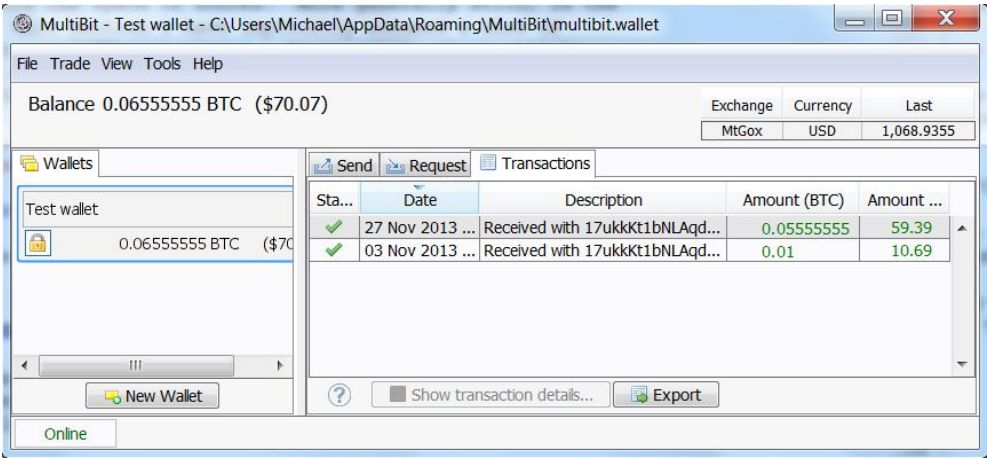 MultiBit - Test wallet - C:\Users\Michael\AppData\Roaming\MultiBit\multibit.wallet
File Trade View Tools Help
Balance 0.06555555 BTC ($70.07)
Exchange Currency Last
MtGox USD 1,068.9355
Wallets
Send Request Transactions
Test wallet
0.06555555 BTC ($70
Sta... Date Description Amount (BTC) Amount ...
27 Nov 2013 ... Received with 17ukkKt1bNLAqd... 0.05555555 59.39
03 Nov 2013 ... Received with 17ukkKt1bNLAqd... 0.01 10.69
New Wallet
? Show transaction details... Export
Online